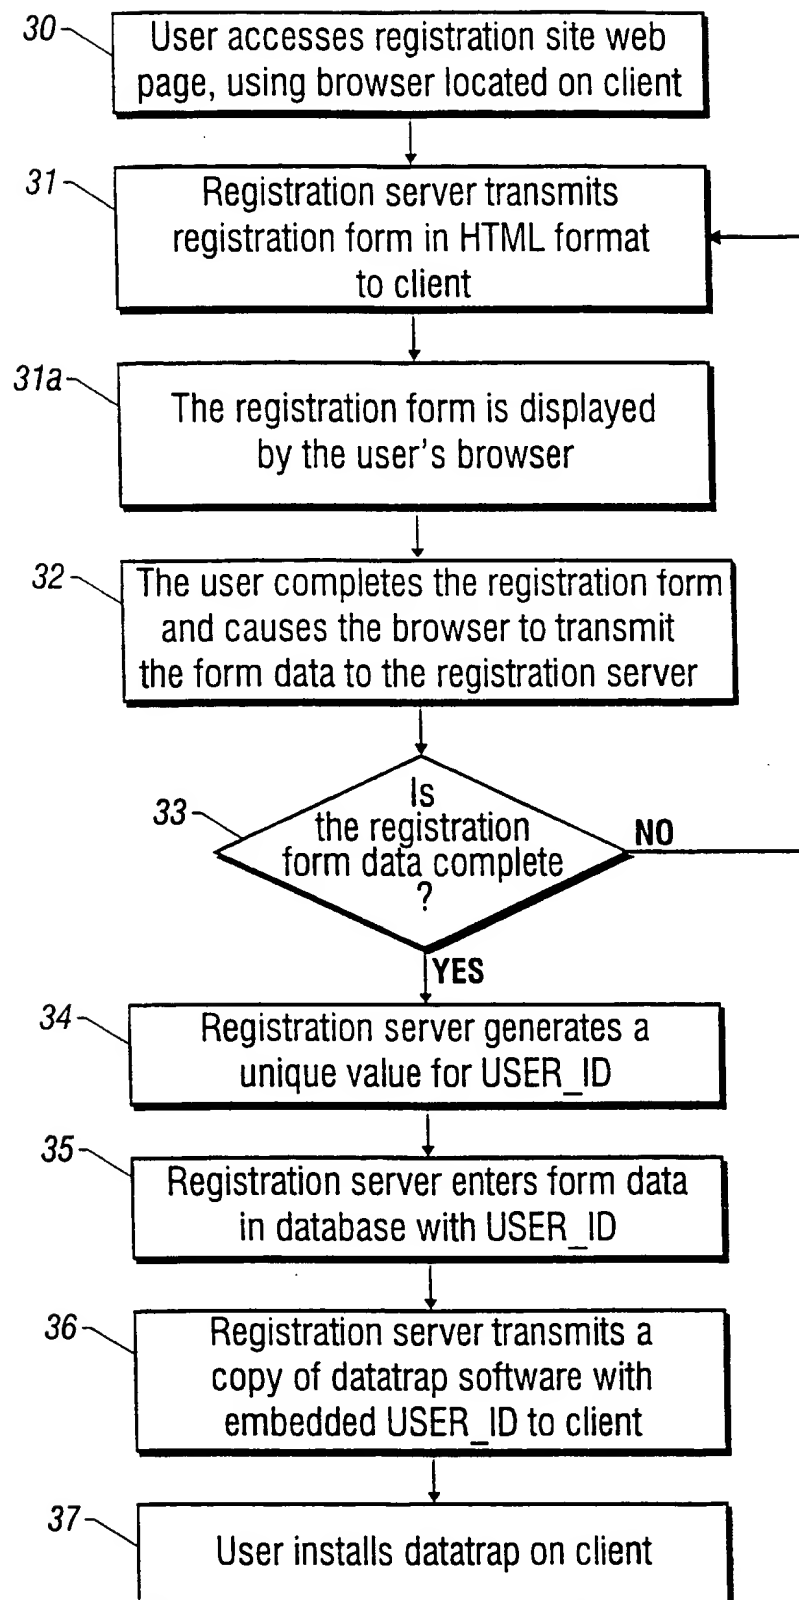 30
User accesses registration site web
page, using browser located on client
31
Registration server transmits
registration form in HTML format
to client
31a
The registration form is displayed
by the user's browser
32
The user completes the registration form
and causes the browser to transmit
the form data to the registration server
33
Is
the registration
form data complete
?
NO
YES
34
Registration server generates a
unique value for USER_ID
35
Registration server enters form data
in database with USER_ID
36
Registration server transmits a
copy of datatrap software with
embedded USER_ID to client
37
User installs datatrap on client